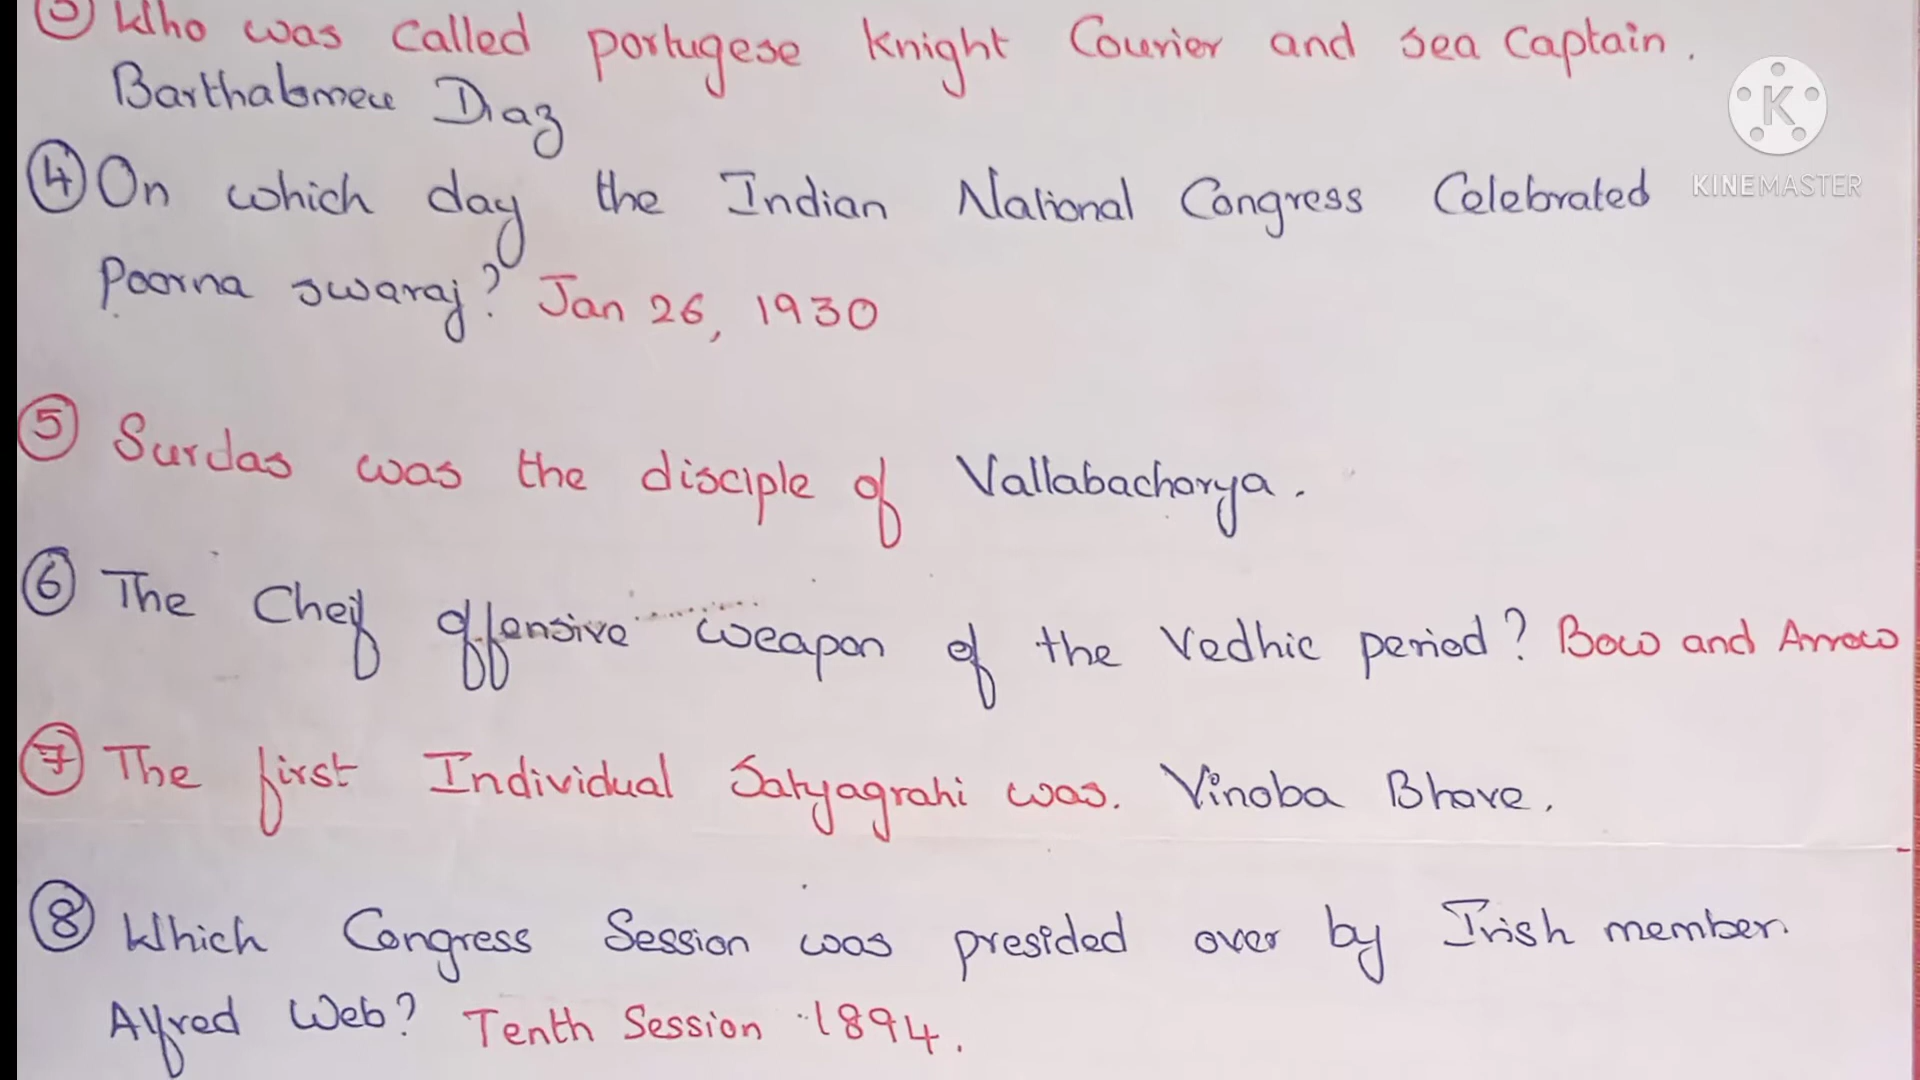 ③ Who was called portugese knight Courier and sea Captain.
Barthalomeu Diaz
④ On which day the Indian National Congress Celebrated
Poorna swaraj? Jan 26, 1930
⑤ Surdas was the disciple of Vallabacharya.
⑥ The Cheif offensive weapon of the Vedhic period? Bow and Arrow
⑦ The first Individual Satyagrahi was. Vinoba Bhave.
⑧ Which Congress Session was presided over by Irish member.
Alfred Web? Tenth Session 1894.
K
KINEMASTER